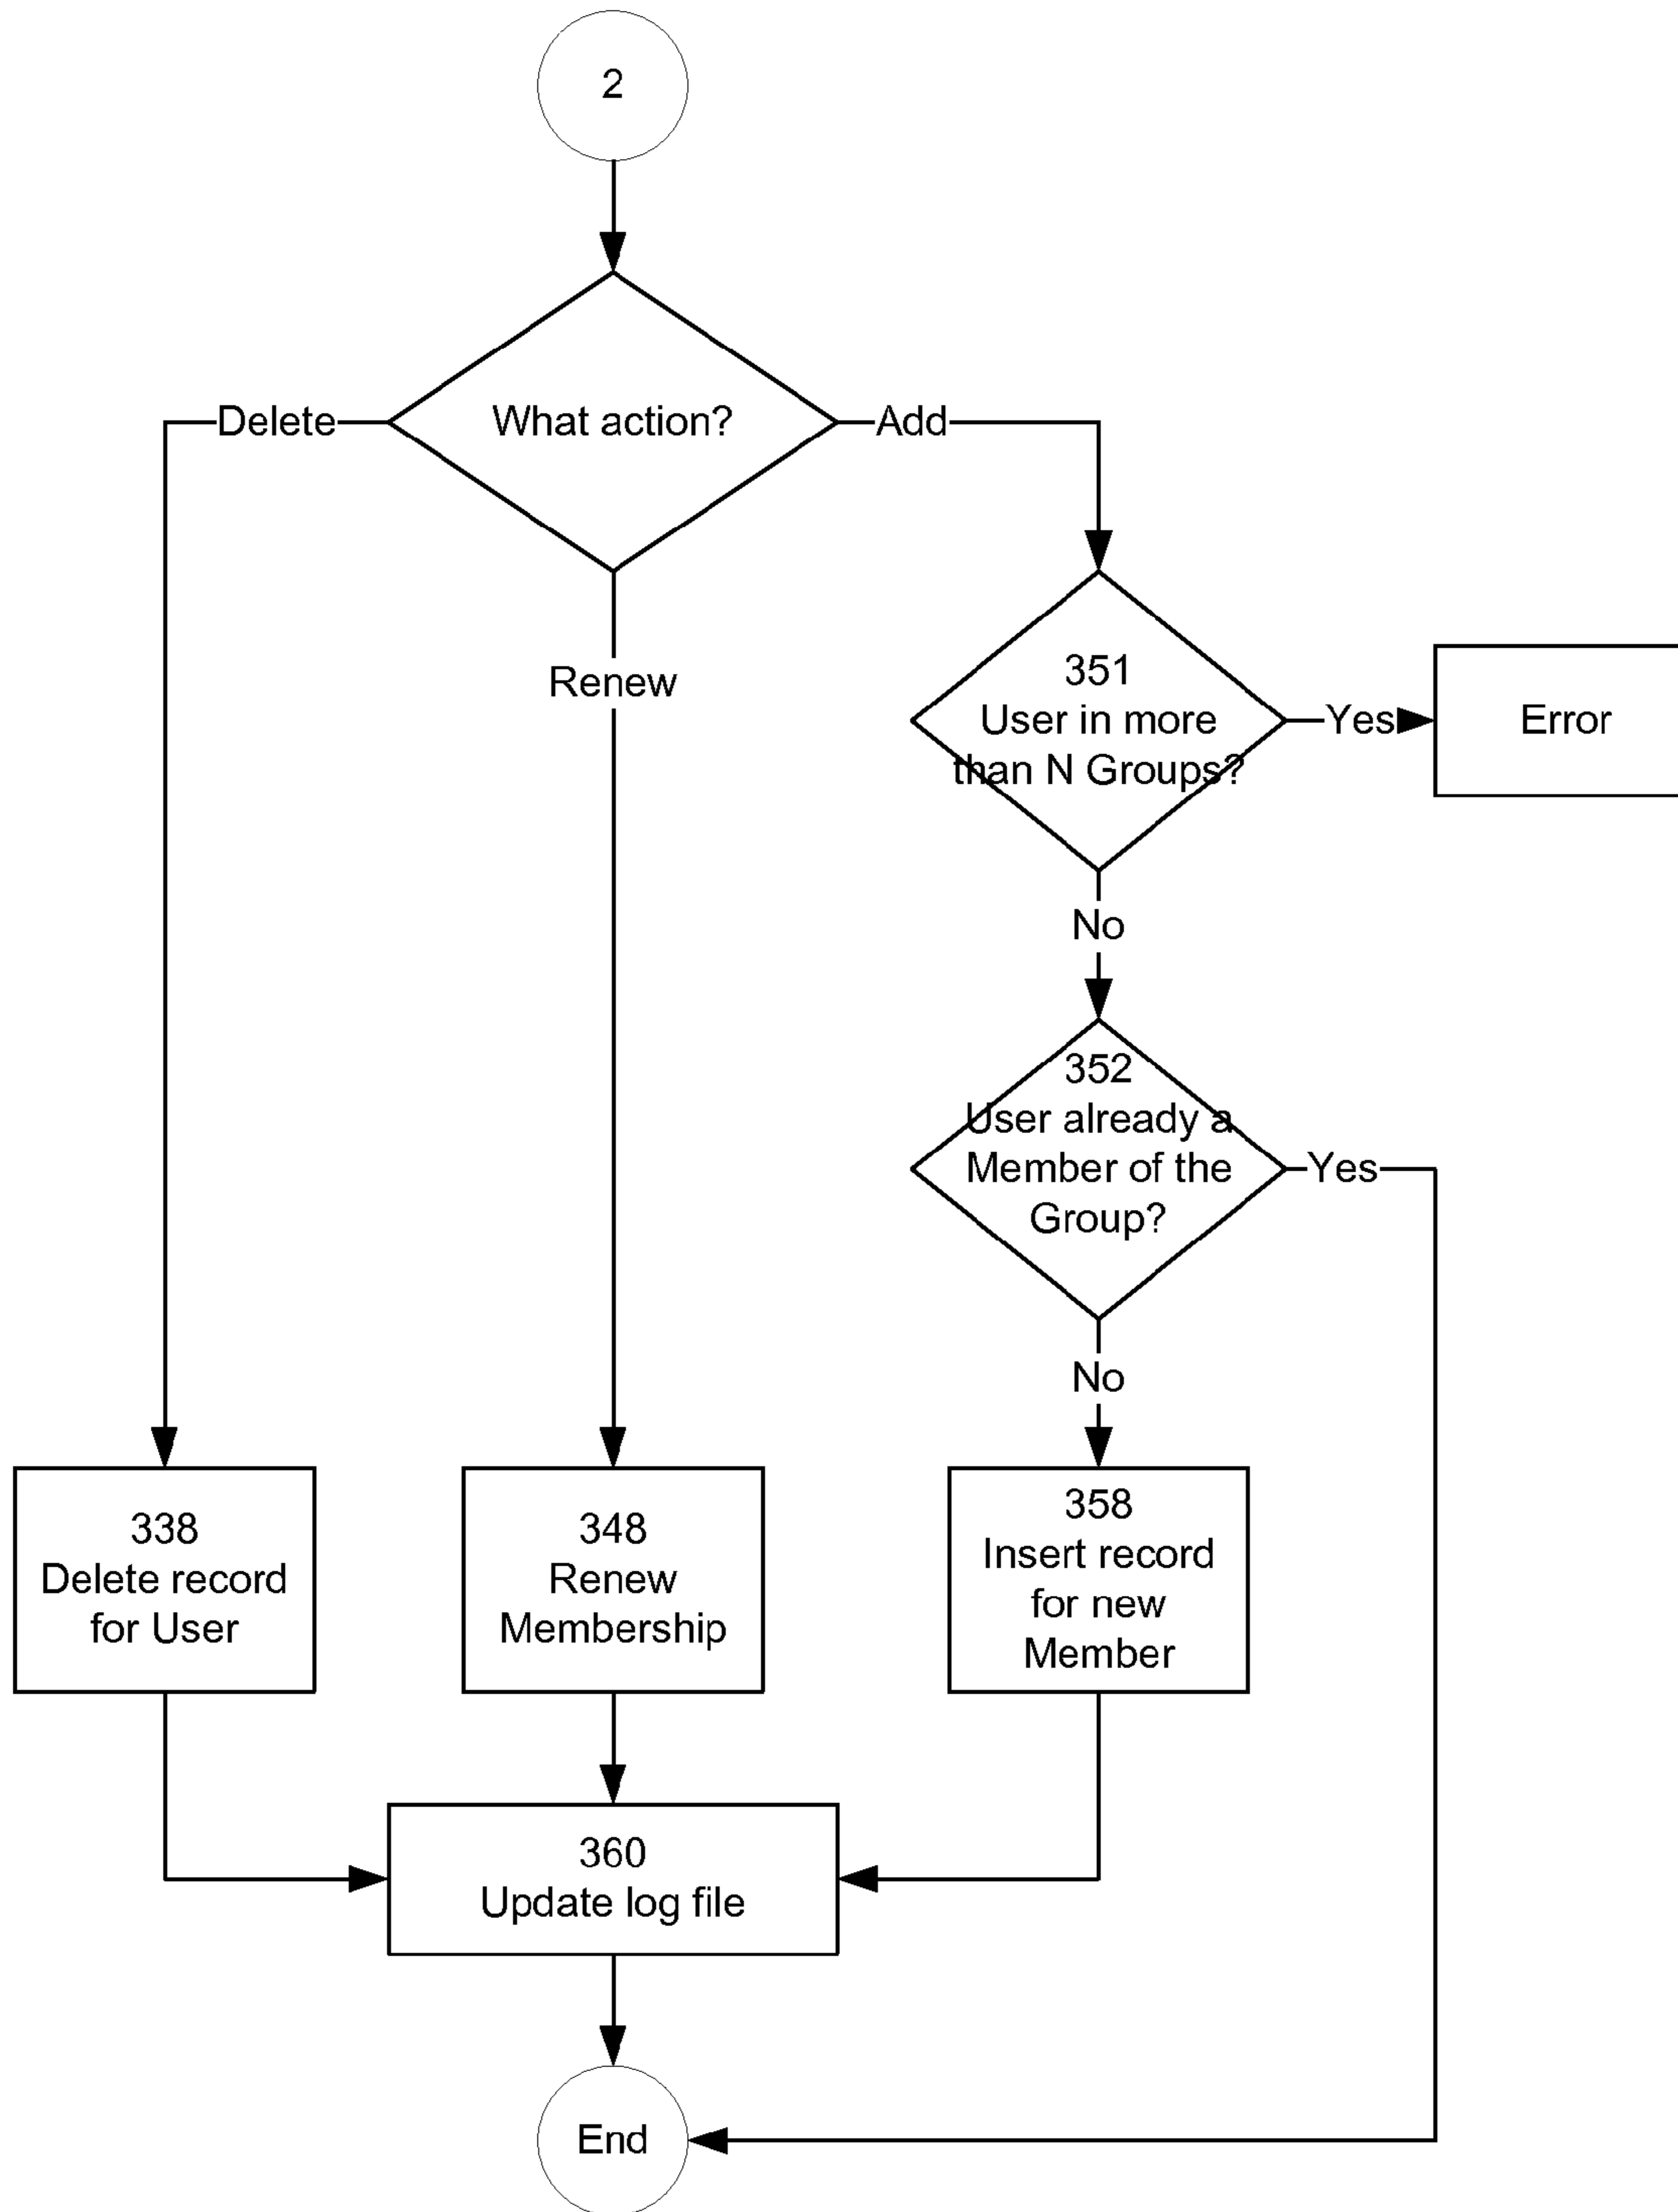 2
What action?
Delete
Add
Renew
351
User in more
than N Groups?
Yes
Error
No
352
User already a
Member of the
Group?
Yes
No
338
Delete record
for User
348
Renew
Membership
358
Insert record
for new
Member
360
Update log file
End